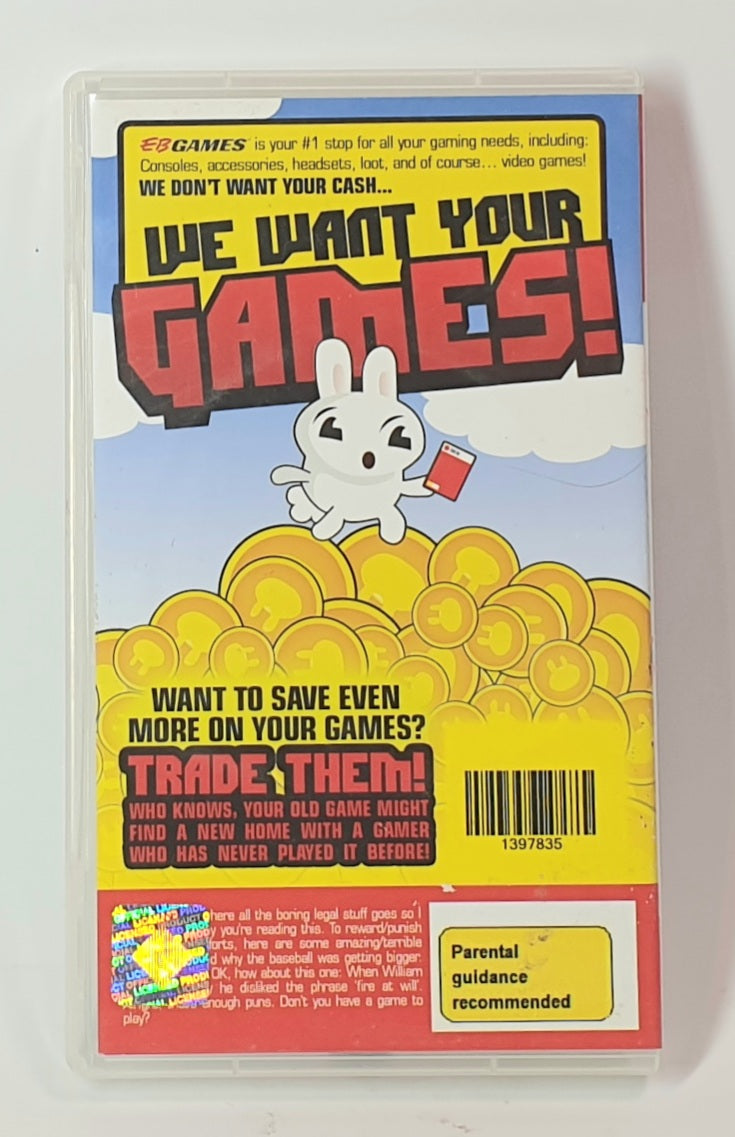 EBGAMES is your #1 stop for all your gaming needs, including:
Consoles, accessories, headsets, loot, and of course... video games!
WE DON'T WANT YOUR CASH...
WE WANT YOUR
GAMES!
WANT TO SAVE EVEN
MORE ON YOUR GAMES?
TRADE THEM!
WHO KNOWS, YOUR OLD GAME MIGHT
FIND A NEW HOME WITH A GAMER
WHO HAS NEVER PLAYED IT BEFORE!
1397835
here all the boring legal stuff goes so I
you're reading this. To reward/punish
forts, here are some amazing/terrible
d why the baseball was getting bigger
OK, how about this one: When William
he disliked the phrase 'fire at will'.
enough puns. Don't you have a game to
play?
OFFICIAL LICENSED PRODUCT
Parental
guidance
recommended